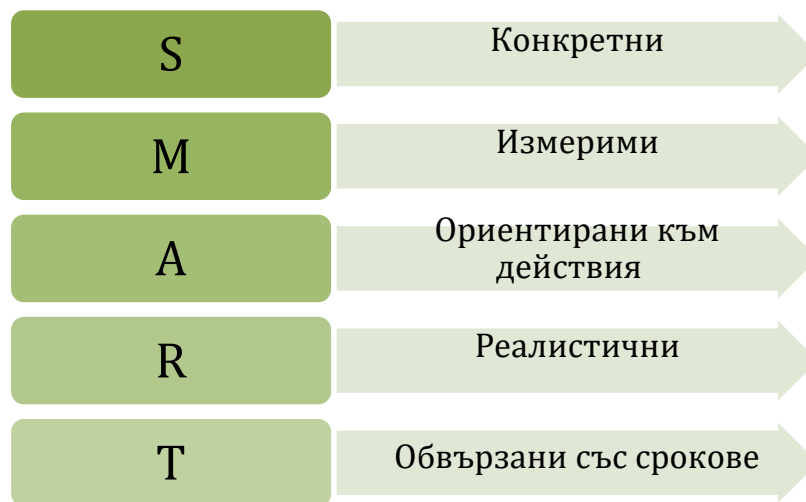 S
Конкретни
M
Измерими
A
Ориентирани към
действия
R
Реалистични
T
Обвързани със срокове